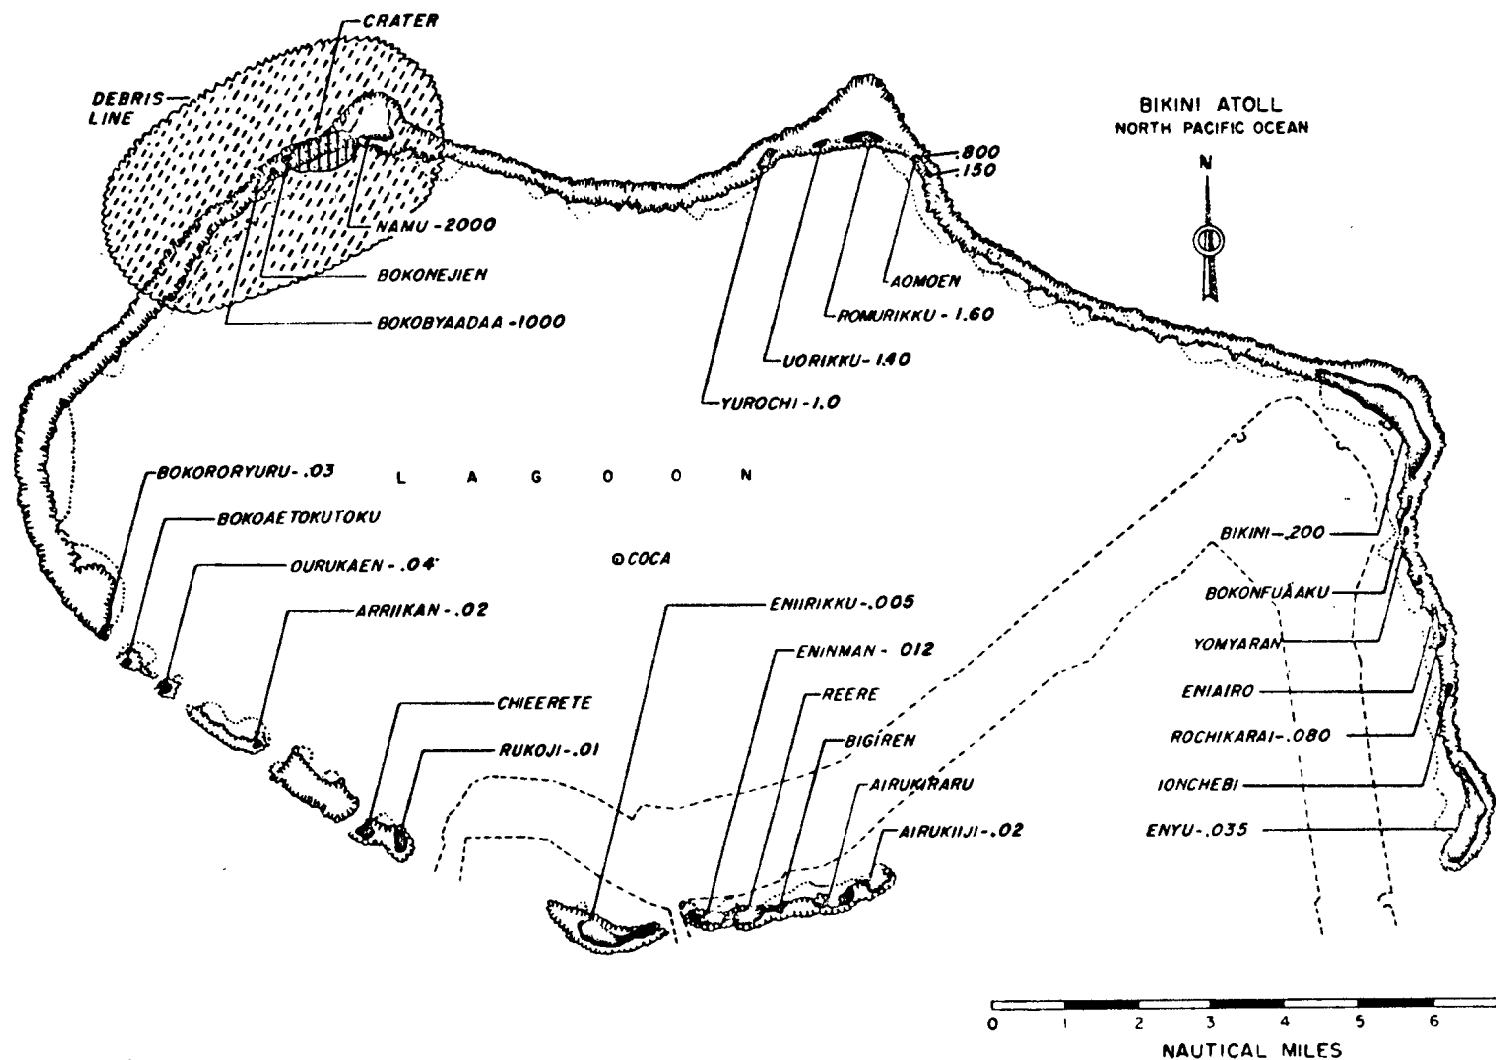 CRATER
DEBRIS
LINE
BIKINI ATOLL
NORTH PACIFIC OCEAN
N
.800
.150
NAMU -2000
BOKONEJIEN
AOMOEN
BOKOBYAADAA -1000
ROMURIKKU - 1.60
UORIKKU- 1.40
YUROCHI -1.0
BOKORORYURU- .03
L A G O O N
BOKOAETOKUTOKU
BIKINI-.200
OURUKAEN -.04
COCA
BOKONFUAAKU
ARRIIKAN -.02
ENIIRIKKU -.005
YOMYARAN
ENINMAN - 012
REERE
ENIAIRO
CHIEERETE
BIGIREN
ROCHIKARAI-.080
RUKOJI-.01
AIRUKIRARU
IONCHEBI
AIRUKIIJI-.02
ENYU -.035
0 1 2 3 4 5 6
NAUTICAL MILES